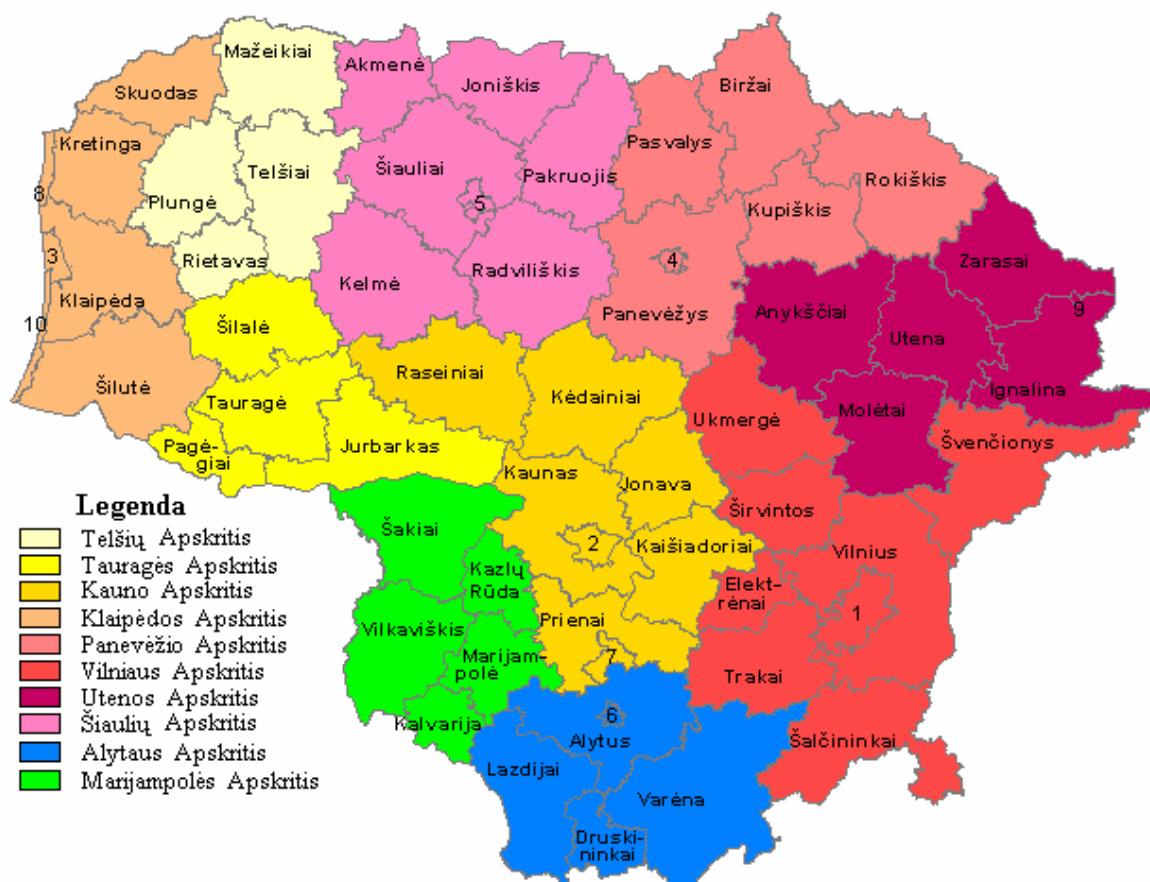 Mažeikiai
Akmenė
Joniškis
Skuodas
Biržai
Kretinga
Pasvalys
Telšiai
Šiauliai
Pakruojis
Rokiškis
8
Plungė
5
Kupiškis
3
Rietavas
4
Zarasai
Kelmė
Radviliškis
Klaipėda
Panevėžys
Anykščiai
9
10
Šilalė
Utena
Šilutė
Raseiniai
Ignalina
Tauragė
Kėdainiai
Ukmergė
Molėtai
Pagė-
giai
Jurbarkas
Švenčionys
Kaunas
Jonava
Legenda
Šakiai
Širvintos
Telšių Apskritis
2
Kaišiadoriai
Vilnius
Tauragės Apskritis
Kazlų
Rūda
Elekt-
rėnai
Kauno Apskritis
Klaipėdos Apskritis
1
Prienai
Vilkaviškis
Panevėžio Apskritis
Marijam-
polė
7
Vilniaus Apskritis
Trakai
Utenos Apskritis
6
Kalvarija
Šiaulių Apskritis
Alytus
Šalčininkai
Alytaus Apskritis
Lazdijai
Marijampolės Apskritis
Varėna
Druski-
ninkai